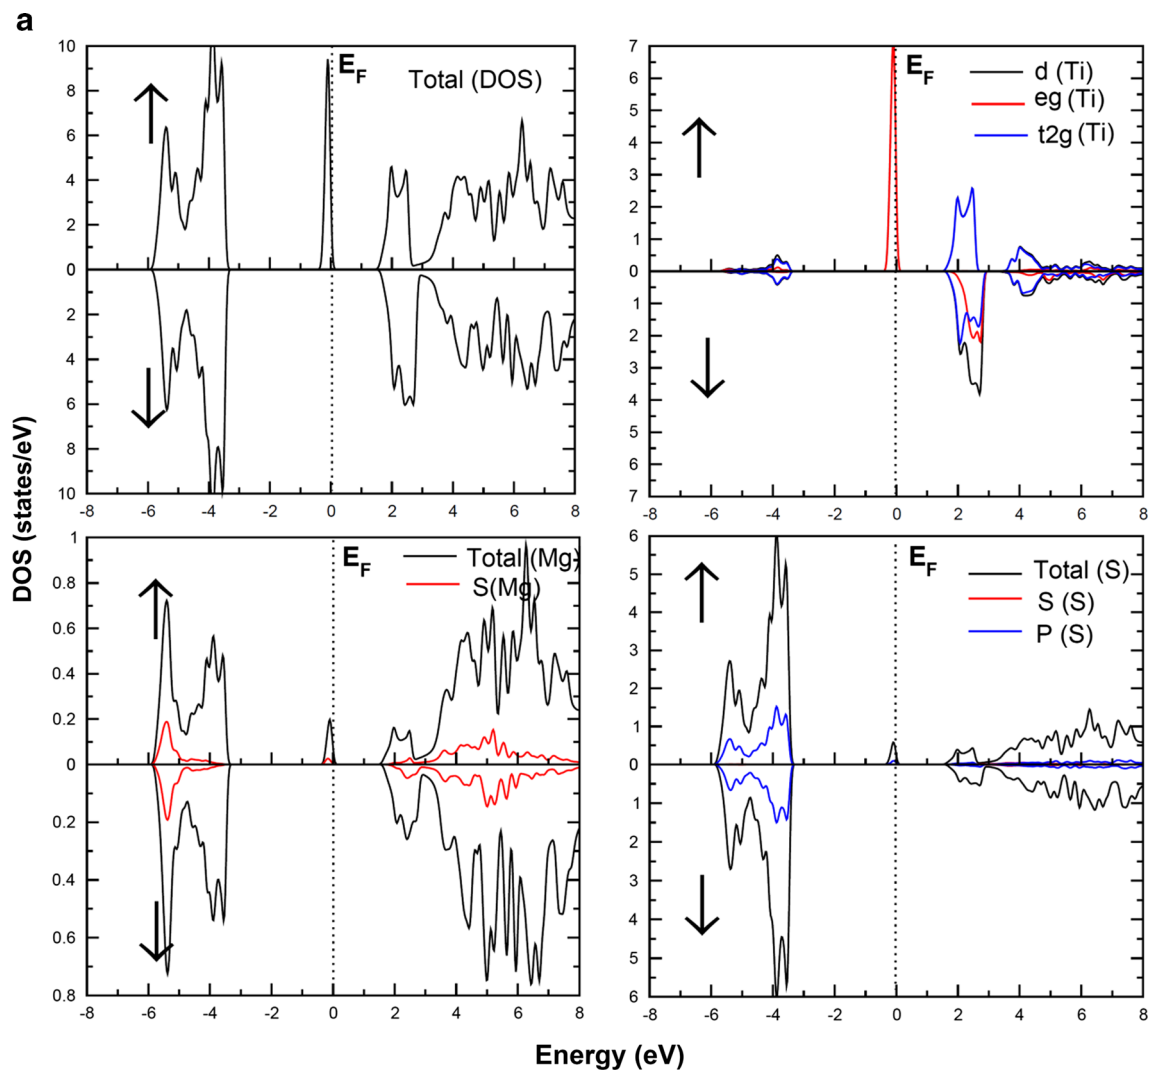 a
DOS (states/eV)
10
8
6
4
2
0
2
4
6
8
10
E_F
Total (DOS)
-8 -6 -4 -2 0 2 4 6 8
7
6
5
4
3
2
1
0
1
2
3
4
5
6
7
E_F
d (Ti)
eg (Ti)
t2g (Ti)
-8 -6 -4 -2 0 2 4 6 8
1
0.8
0.6
0.4
0.2
0
0.2
0.4
0.6
0.8
E_F
Total (Mg)
S(Mg)
-8 -6 -4 -2 0 2 4 6 8
6
5
4
3
2
1
0
1
2
3
4
5
6
E_F
Total (S)
S (S)
P (S)
-8 -6 -4 -2 0 2 4 6 8
Energy (eV)